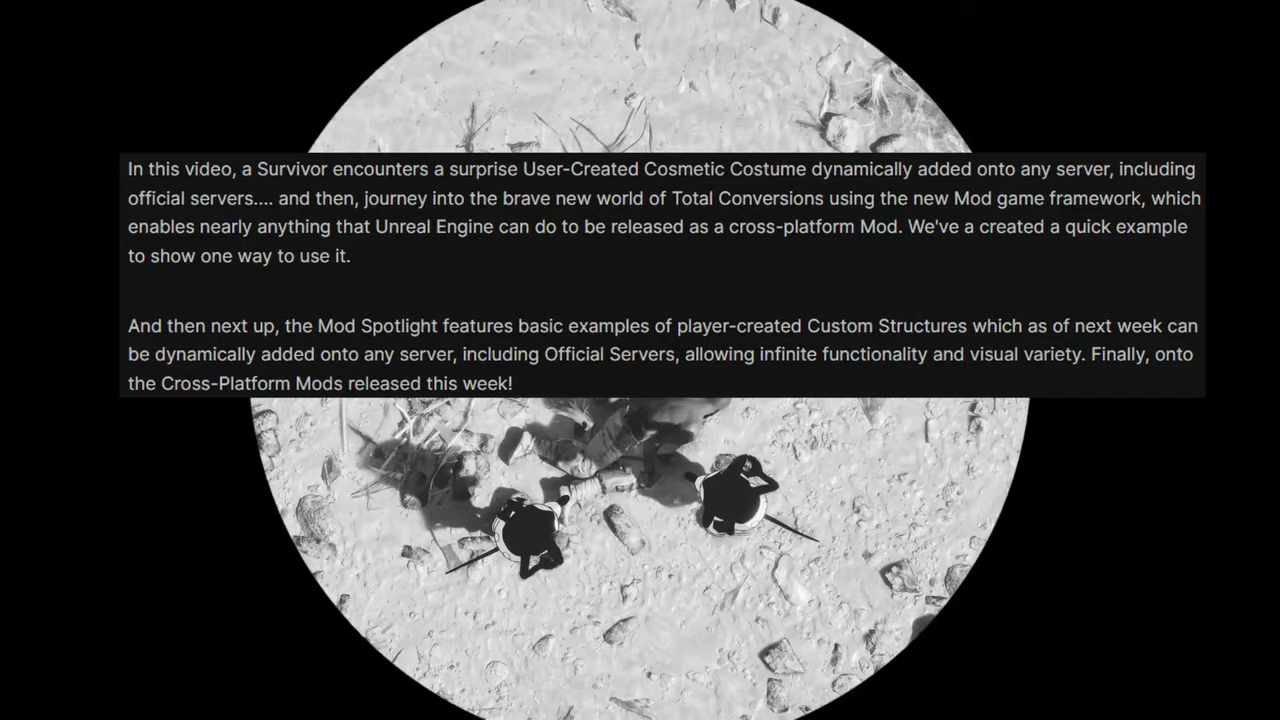 In this video, a Survivor encounters a surprise User-Created Cosmetic Costume dynamically added onto any server, including
official servers.... and then, journey into the brave new world of Total Conversions using the new Mod game framework, which
enables nearly anything that Unreal Engine can do to be released as a cross-platform Mod. We've a created a quick example
to show one way to use it.
And then next up, the Mod Spotlight features basic examples of player-created Custom Structures which as of next week can
be dynamically added onto any server, including Official Servers, allowing infinite functionality and visual variety. Finally, onto
the Cross-Platform Mods released this week!